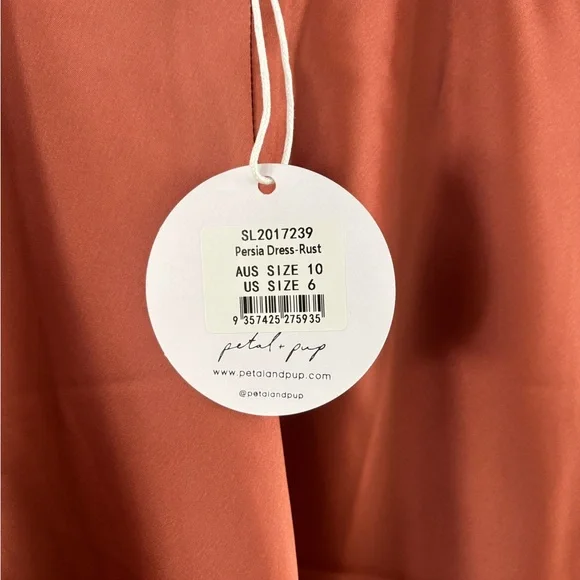 SL2017239
Persia Dress-Rust
AUS SIZE 10
US SIZE 6
9 357425 275935
petal + pup
www.petalandpup.com
@petalandpup